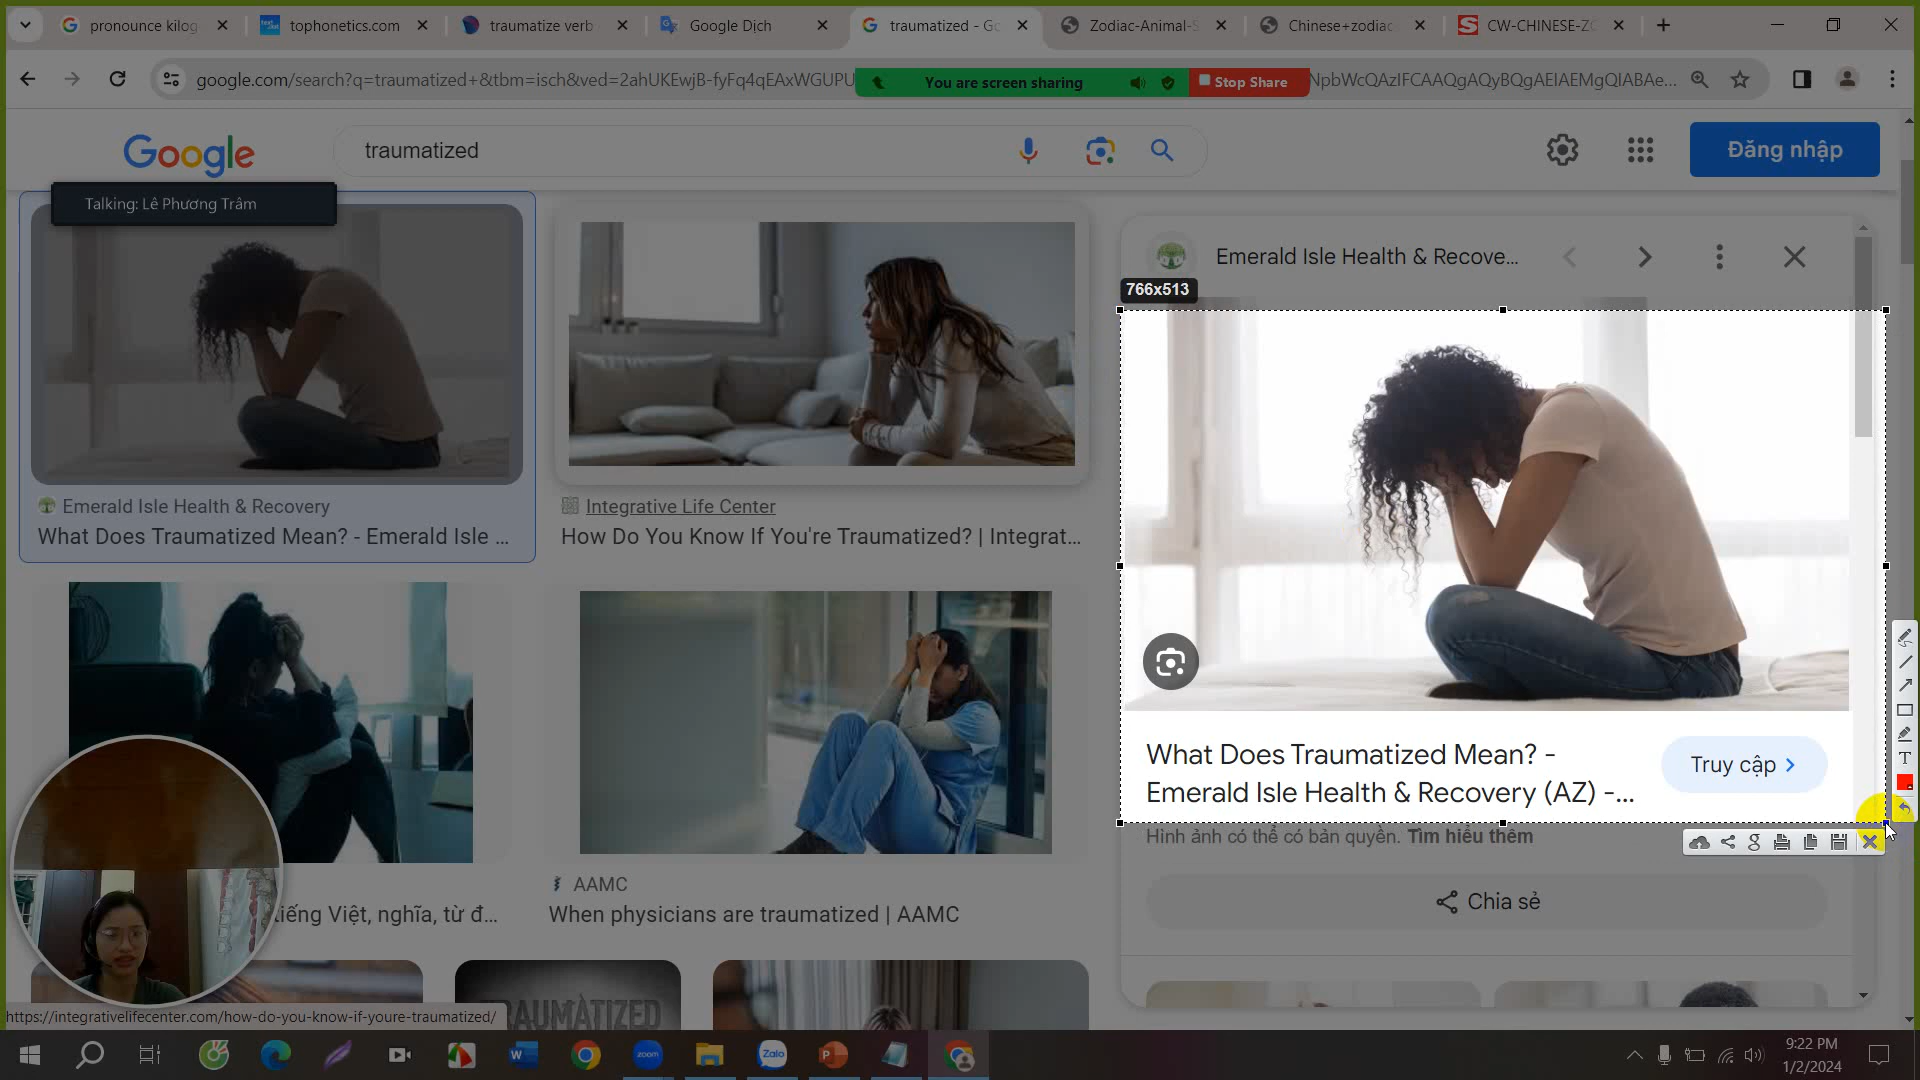 pronounce kilog
tophonetics.com
traumatize verb
Google Dịch
traumatized - Go
Zodiac-Animal-S
Chinese+zodiac
CW-CHINESE-ZO
google.com/search?q=traumatized+&tbm=isch&ved=2ahUKEwjB-fyFq4qEAxWGUPU
You are screen sharing
Stop Share
NpbWcQAzIFCAAQgAQyBQgAEIAEMgQIABAe...
Google
traumatized
Đăng nhập
Talking: Lê Phương Trâm
Emerald Isle Health & Recove...
766x513
Emerald Isle Health & Recovery
What Does Traumatized Mean? - Emerald Isle ...
Integrative Life Center
How Do You Know If You're Traumatized? | Integrat...
What Does Traumatized Mean? -
Emerald Isle Health & Recovery (AZ) -...
Truy cập
Hình ảnh có thể có bản quyền. Tìm hiểu thêm
Chia sẻ
tiếng Việt, nghĩa, từ đ...
AAMC
When physicians are traumatized | AAMC
TRAUMATIZED
https://integrativelifecenter.com/how-do-you-know-if-youre-traumatized/
zoom
Zalo
9:22 PM
1/2/2024